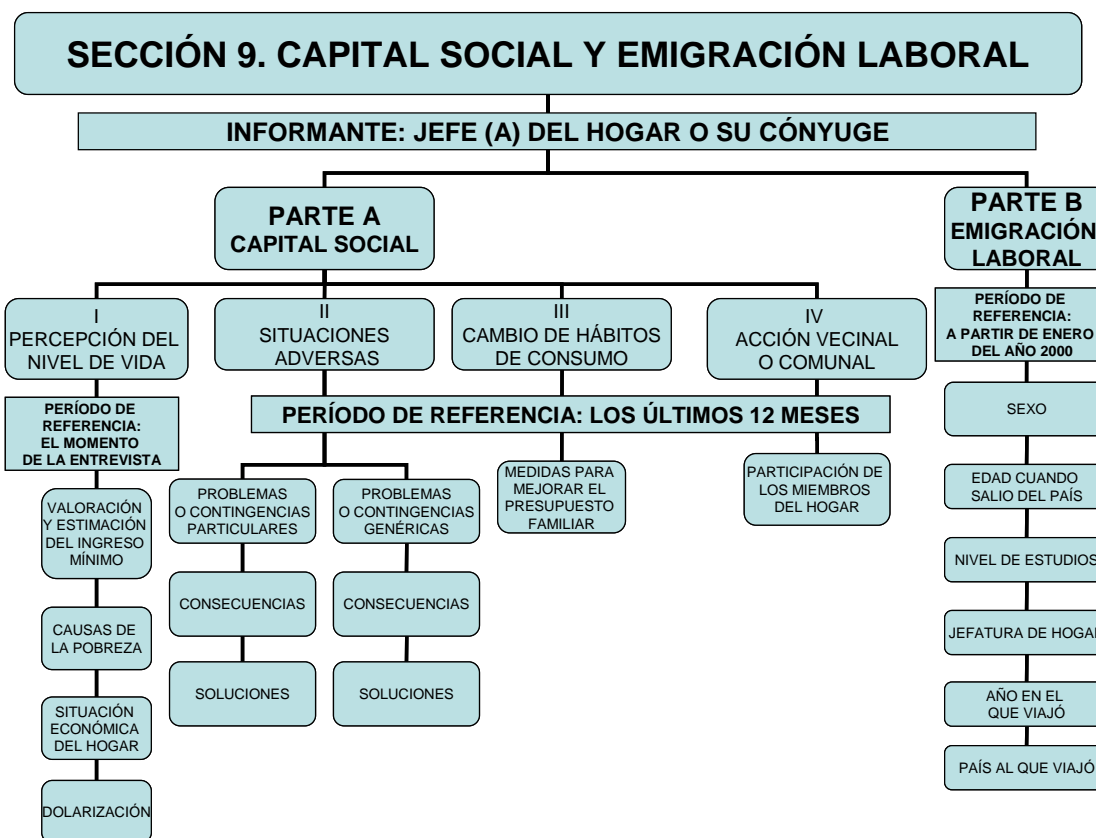 SECCIÓN 9. CAPITAL SOCIAL Y EMIGRACIÓN LABORAL
INFORMANTE: JEFE (A) DEL HOGAR O SU CÓNYUGE
PARTE A
CAPITAL SOCIAL
PARTE B
EMIGRACIÓN
LABORAL
I
PERCEPCIÓN DEL
NIVEL DE VIDA
II
SITUACIONES
ADVERSAS
III
CAMBIO DE HÁBITOS
DE CONSUMO
IV
ACCIÓN VECINAL
O COMUNAL
PERÍODO DE
REFERENCIA:
A PARTIR DE ENERO
DEL AÑO 2000
PERÍODO DE
REFERENCIA:
EL MOMENTO
DE LA ENTREVISTA
PERÍODO DE REFERENCIA: LOS ÚLTIMOS 12 MESES
VALORACIÓN
Y ESTIMACIÓN
DEL INGRESO
MÍNIMO
CAUSAS DE
LA POBREZA
SITUACIÓN
ECONÓMICA
DEL HOGAR
DOLARIZACIÓN
PROBLEMAS
O CONTINGENCIAS
PARTICULARES
CONSECUENCIAS
SOLUCIONES
PROBLEMAS
O CONTINGENCIAS
GENÉRICAS
CONSECUENCIAS
SOLUCIONES
MEDIDAS PARA
MEJORAR EL
PRESUPUESTO
FAMILIAR
PARTICIPACIÓN DE
LOS MIEMBROS
DEL HOGAR
SEXO
EDAD CUANDO
SALIO DEL PAÍS
NIVEL DE ESTUDIOS
JEFATURA DE HOGAR
AÑO EN EL
QUE VIAJÓ
PAÍS AL QUE VIAJÓ